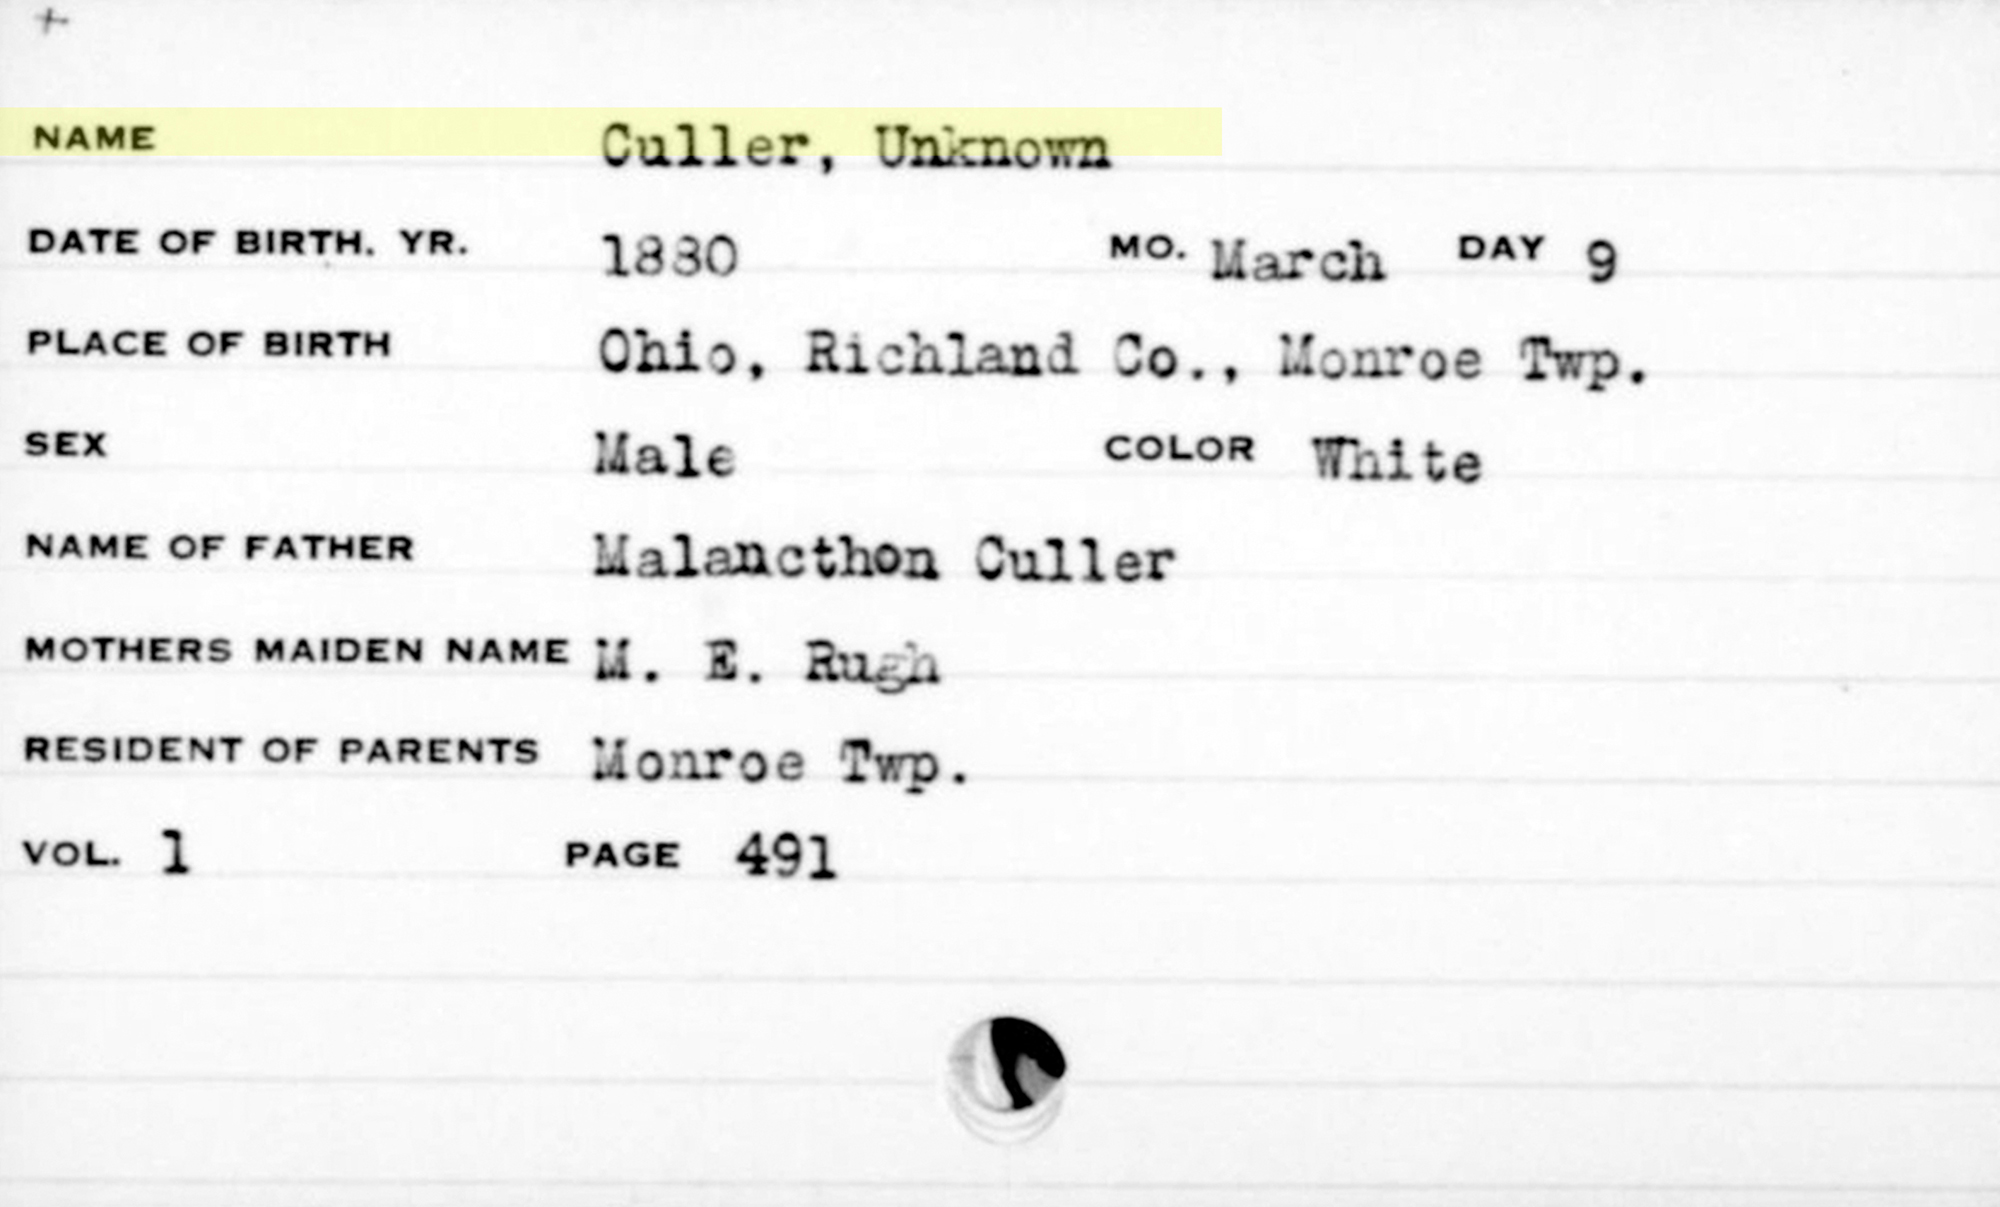 NAME Culler, Unknown
DATE OF BIRTH. YR. 1880 MO. March DAY 9
PLACE OF BIRTH Ohio, Richland Co., Monroe Twp.
SEX Male COLOR White
NAME OF FATHER Malancthon Culler
MOTHERS MAIDEN NAME M. E. Rugh
RESIDENT OF PARENTS Monroe Twp.
VOL. 1 PAGE 491